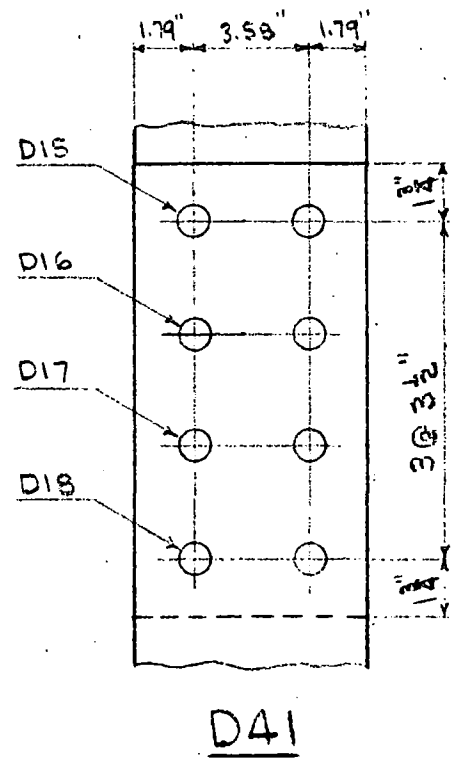 1.79" 3.58" 1.79"
D15
1 3/4"
D16
D17
3 @ 3 1/2"
D18
1 3/4"
D41